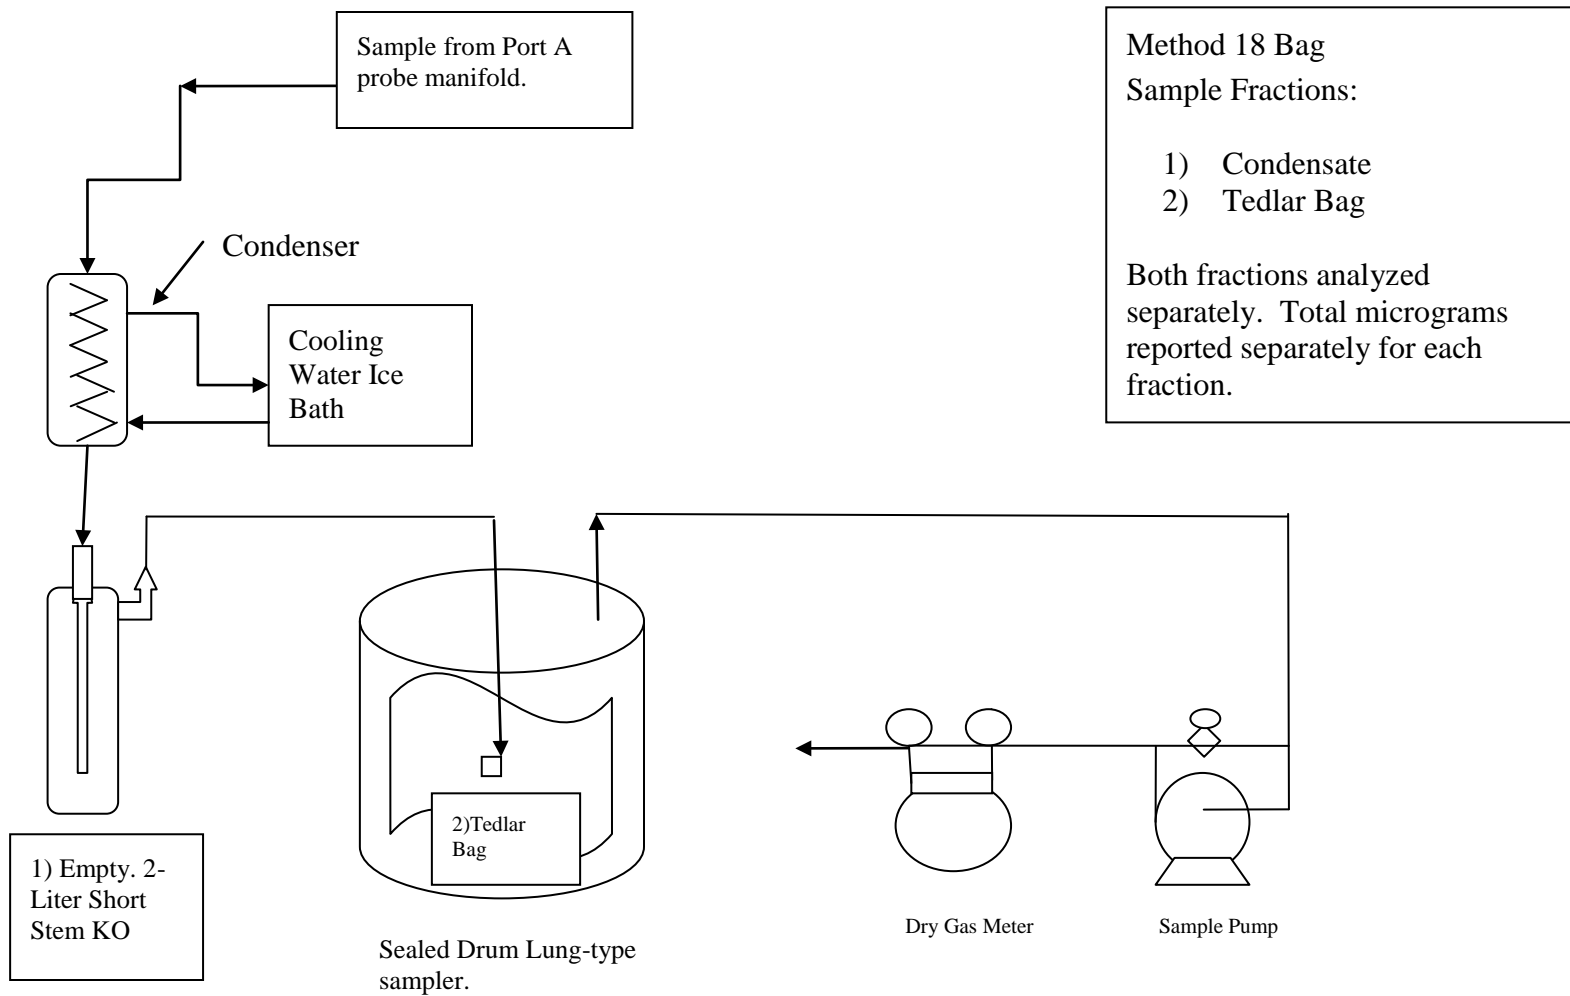 Sample from Port A
probe manifold.
Method 18 Bag
Sample Fractions:
1) Condensate
2) Tedlar Bag
Both fractions analyzed
separately.  Total micrograms
reported separately for each
fraction.
Condenser
Cooling
Water Ice
Bath
1) Empty. 2-
Liter Short
Stem KO
2)Tedlar
Bag
Sealed Drum Lung-type
sampler.
Dry Gas Meter
Sample Pump